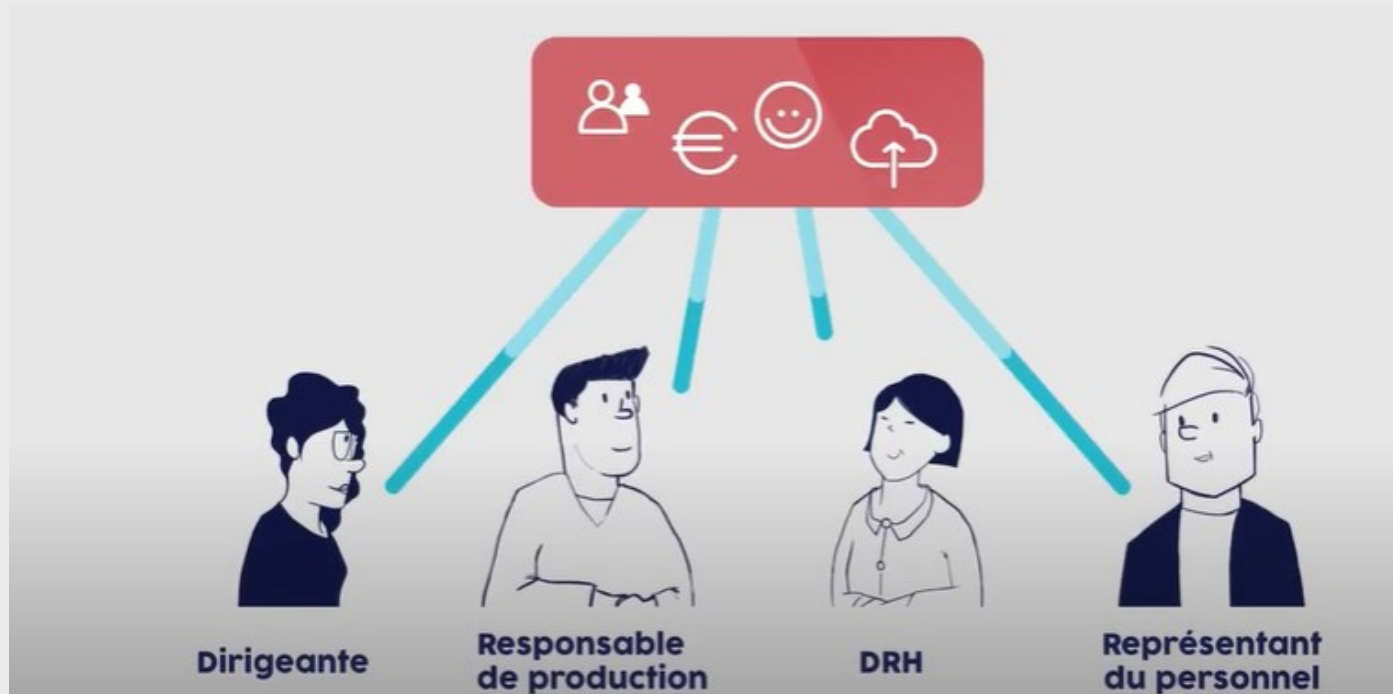 €
Dirigeante
Responsable
de production
DRH
Représentant
du personnel